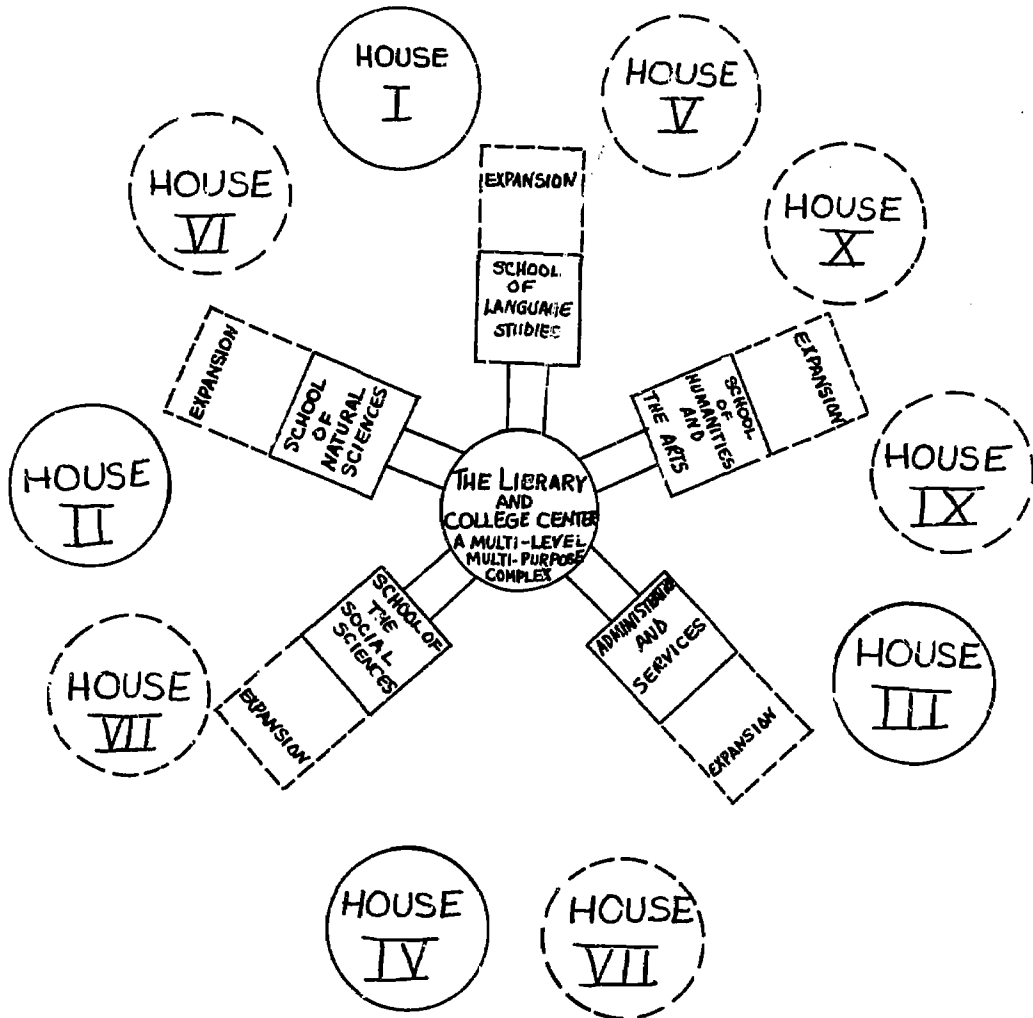 HOUSE
I
HOUSE
V
HOUSE
VI
HOUSE
X
EXPANSION
SCHOOL
OF
LANGUAGE
STUDIES
EXPANSION
SCHOOL
OF
NATURAL
SCIENCES
SCHOOL
OF
HUMANITIES
AND
THE ARTS
EXPANSION
HOUSE
II
THE LIBRARY
AND
COLLEGE CENTER
A MULTI-LEVEL
MULTI-PURPOSE
COMPLEX
HOUSE
IX
SCHOOL OF
THE
SOCIAL
SCIENCES
EXPANSION
AND
SERVICES
EXPANSION
HOUSE
VII
HOUSE
III
HOUSE
IV
HOUSE
VII